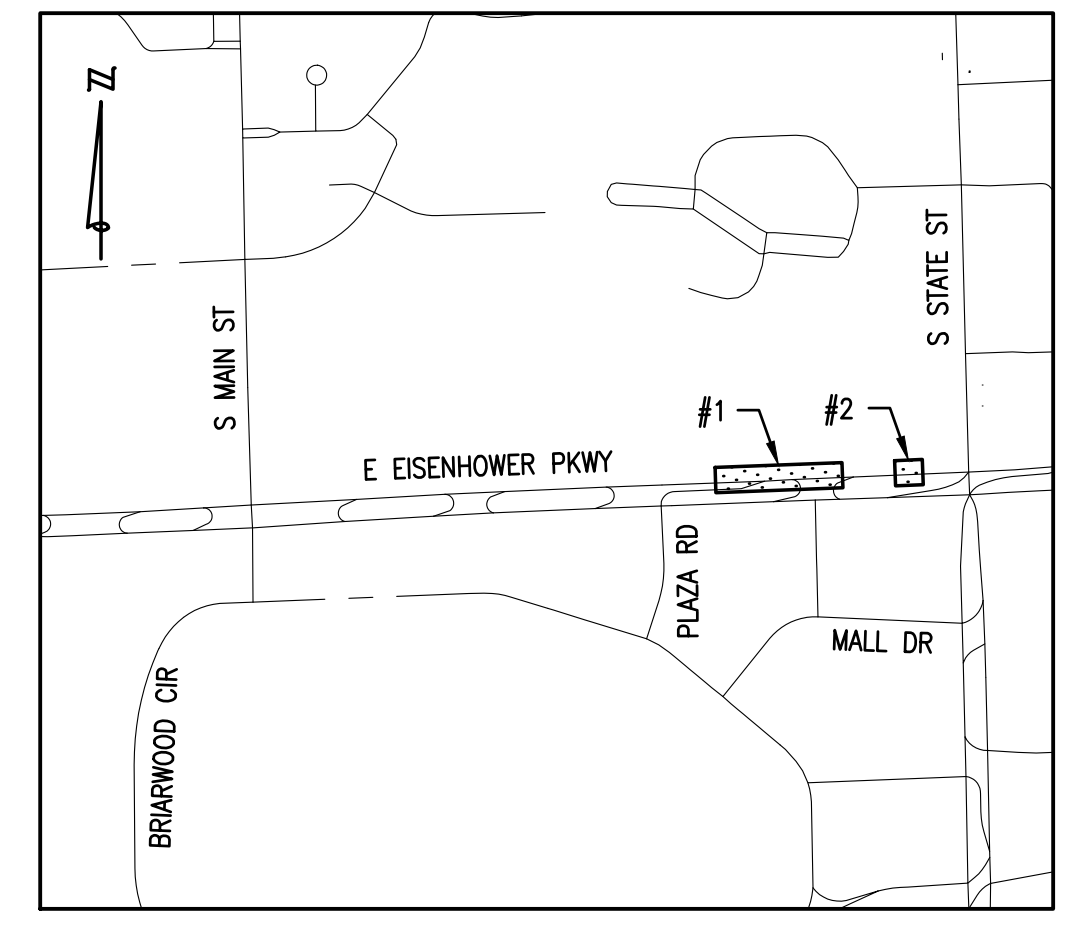 N
S STATE ST
S MAIN ST
#1
#2
E EISENHOWER PKWY
PLAZA RD
MALL DR
BRIARWOOD CIR